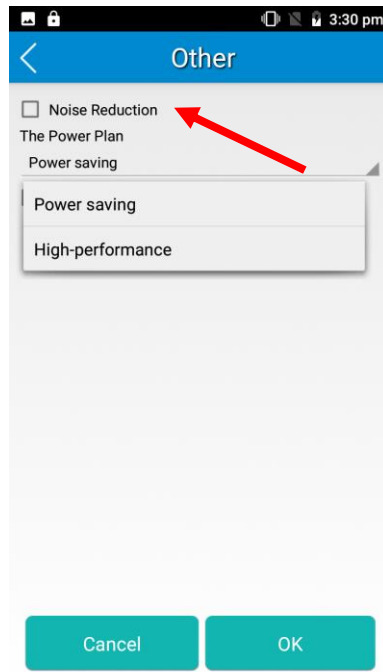 3:30 pm
Other
Noise Reduction
The Power Plan
Power saving
Power saving
High-performance
Cancel
OK